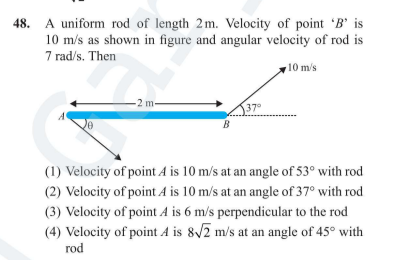 48. A uniform rod of length 2m. Velocity of point ‘B’ is
10 m/s as shown in figure and angular velocity of rod is
7 rad/s. Then
10 m/s
2 m
37°
A
θ
B
(1) Velocity of point A is 10 m/s at an angle of 53° with rod
(2) Velocity of point A is 10 m/s at an angle of 37° with rod
(3) Velocity of point A is 6 m/s perpendicular to the rod
(4) Velocity of point A is 8√2 m/s at an angle of 45° with
rod